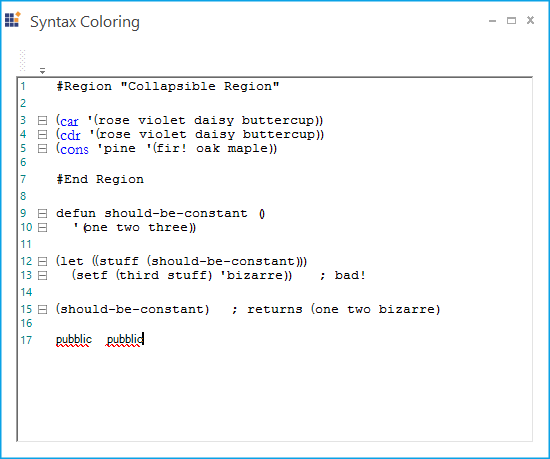 Syntax Coloring
1 #Region "Collapsible Region"
2
3 (car '(rose violet daisy buttercup))
4 (cdr '(rose violet daisy buttercup))
5 (cons 'pine '(fir! oak maple))
6
7 #End Region
8
9 defun should-be-constant ()
10 '(one two three))
11
12 (let ((stuff (should-be-constant)))
13 (setf (third stuff) 'bizarre)) ; bad!
14
15 (should-be-constant) ; returns (one two bizarre)
16
17 pubblic pubblic